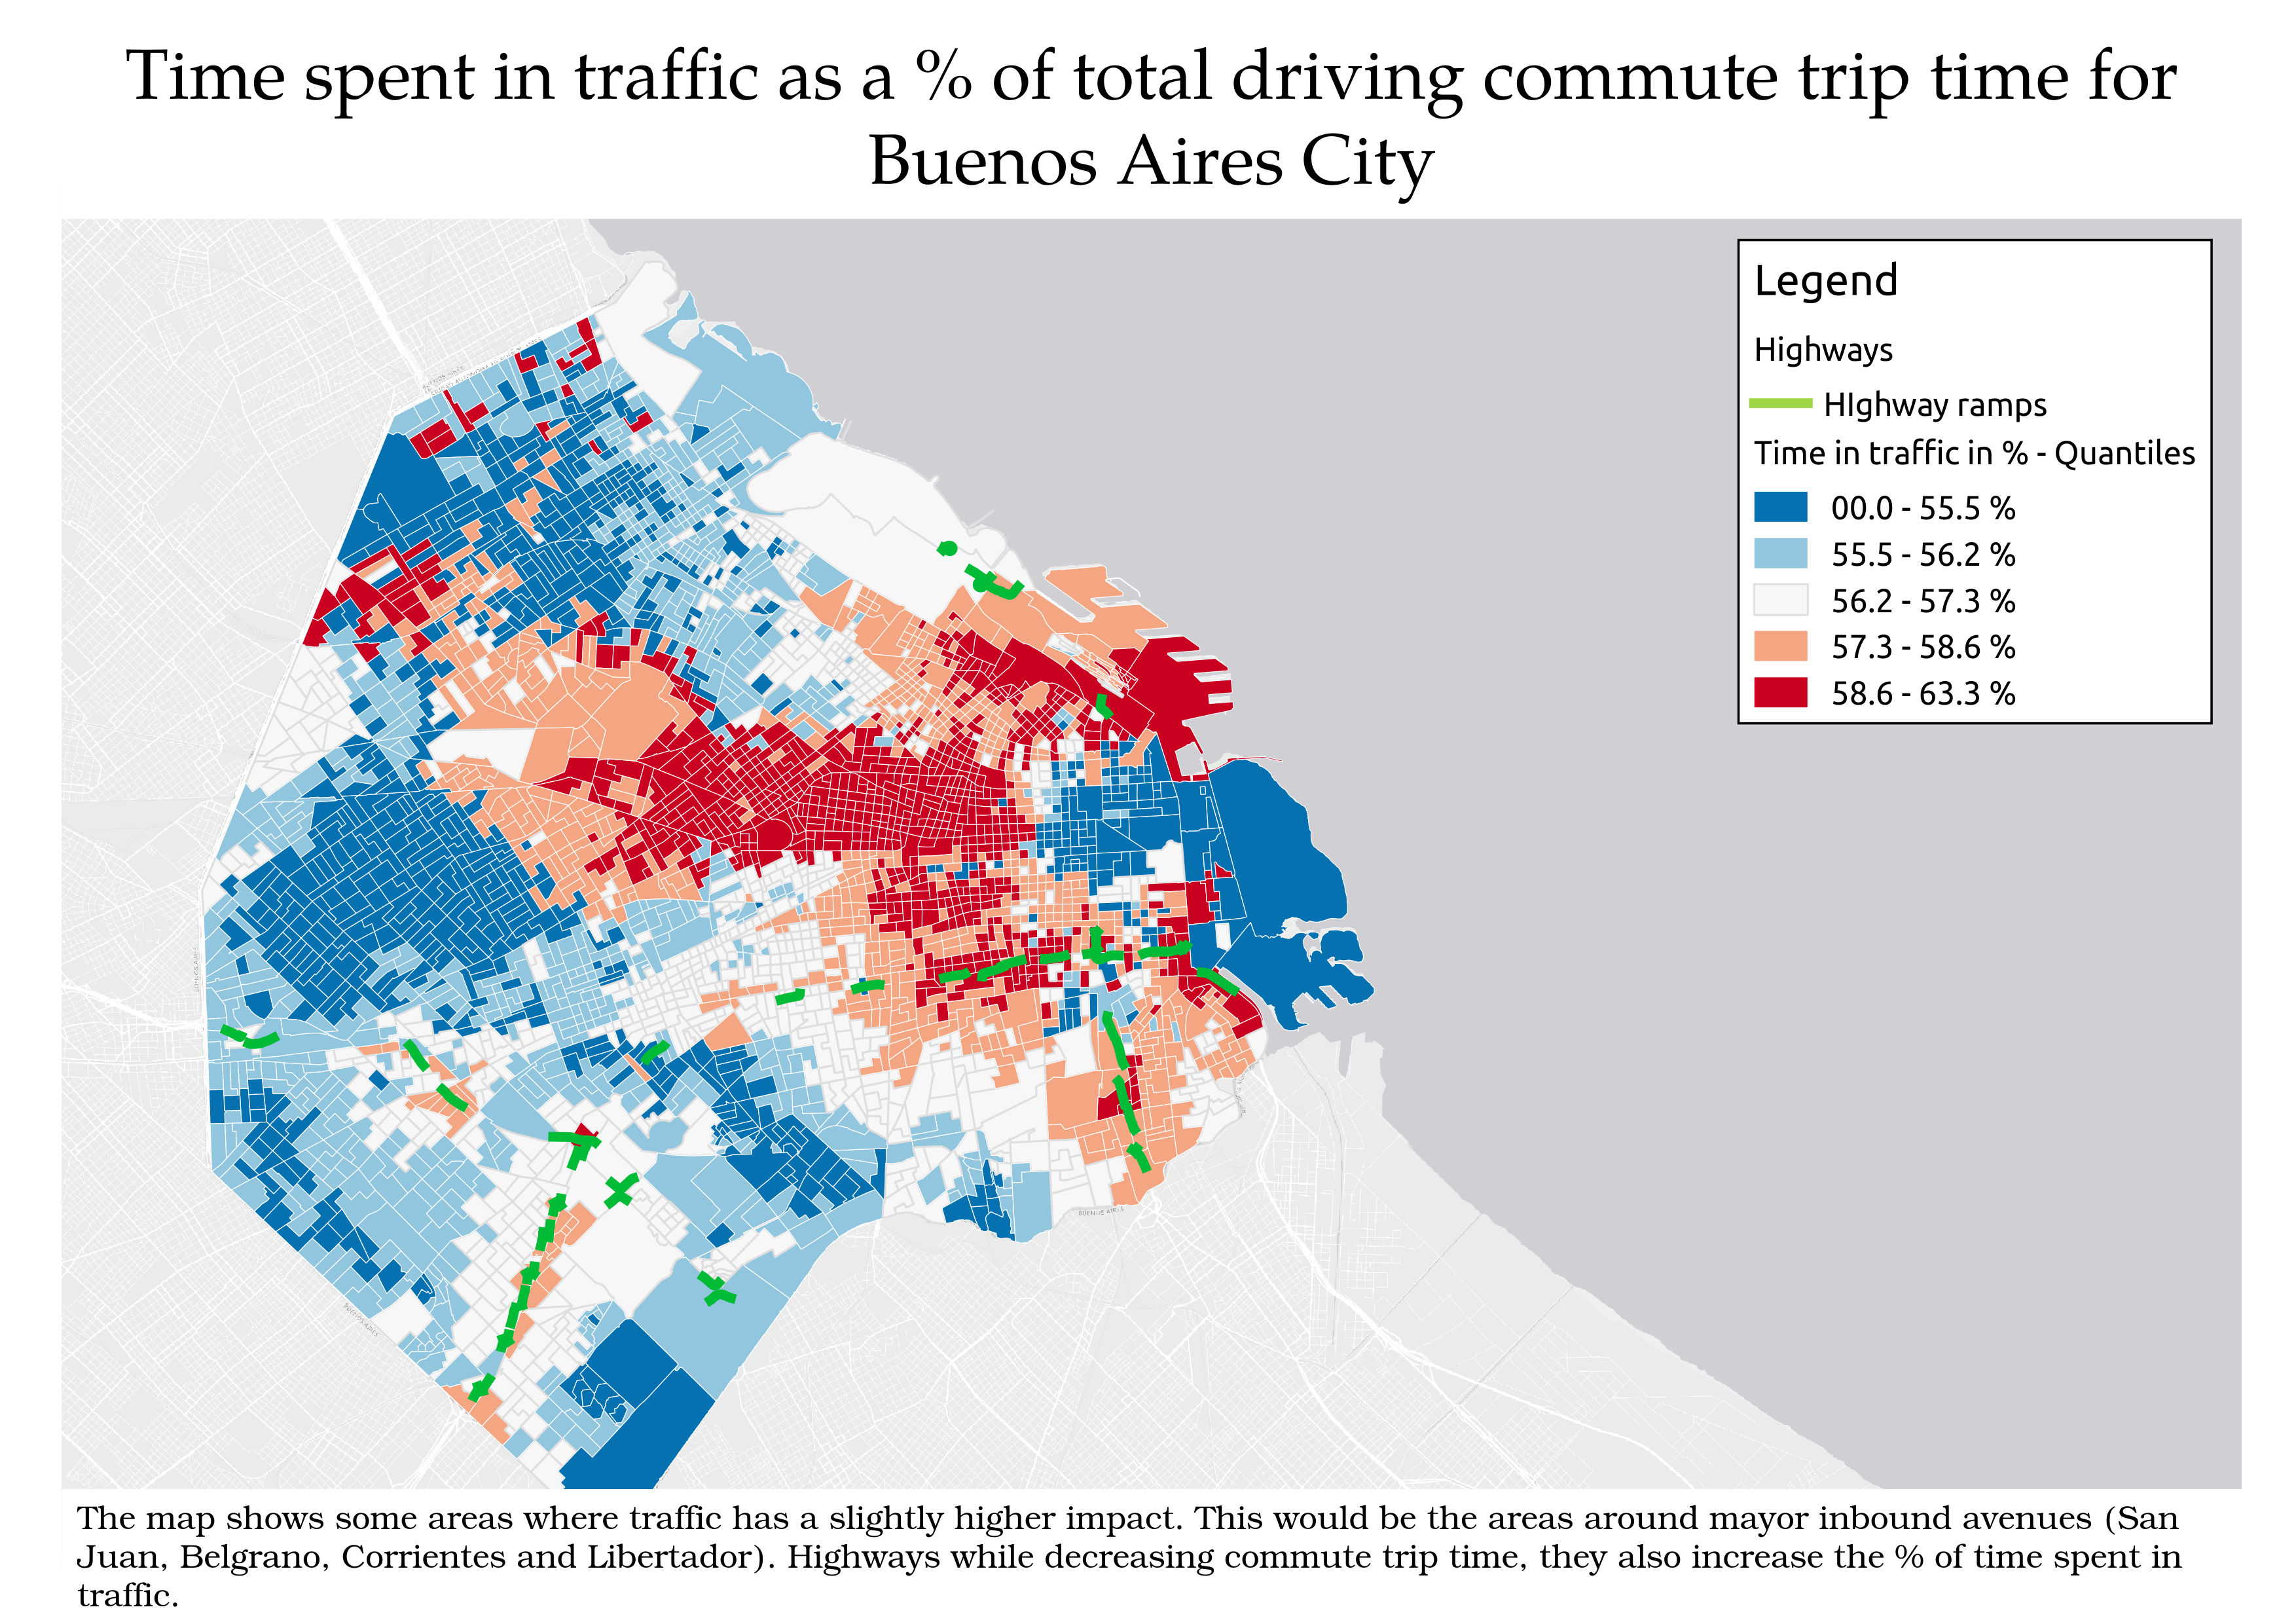 Time spent in traffic as a % of total driving commute trip time for
Buenos Aires City
Legend
Highways
HIghway ramps
Time in traffic in % - Quantiles
00.0 - 55.5 %
55.5 - 56.2 %
56.2 - 57.3 %
57.3 - 58.6 %
58.6 - 63.3 %
BUENOS AIRES
The map shows some areas where traffic has a slightly higher impact. This would be the areas around mayor inbound avenues (San
Juan, Belgrano, Corrientes and Libertador). Highways while decreasing commute trip time, they also increase the % of time spent in
traffic.